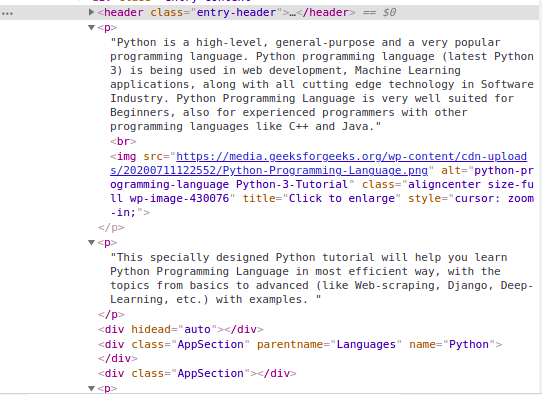 <header class="entry-header">…</header> == $0
<p>
"Python is a high-level, general-purpose and a very popular
programming language. Python programming language (latest Python
3) is being used in web development, Machine Learning
applications, along with all cutting edge technology in Software
Industry. Python Programming Language is very well suited for
Beginners, also for experienced programmers with other
programming languages like C++ and Java."
<br>
<img src="https://media.geeksforgeeks.org/wp-content/cdn-upload
s/20200711122552/Python-Programming-Language.png" alt="python-pr
ogramming-language Python-3-Tutorial" class="aligncenter size-fu
ll wp-image-430076" title="Click to enlarge" style="cursor: zoom
-in;">
</p>
<p>
"This specially designed Python tutorial will help you learn
Python Programming Language in most efficient way, with the
topics from basics to advanced (like Web-scraping, Django, Deep-
Learning, etc.) with examples. "
</p>
<div hidead="auto"></div>
<div class="AppSection" parentname="Languages" name="Python">
</div>
<div class="AppSection"></div>
<p>